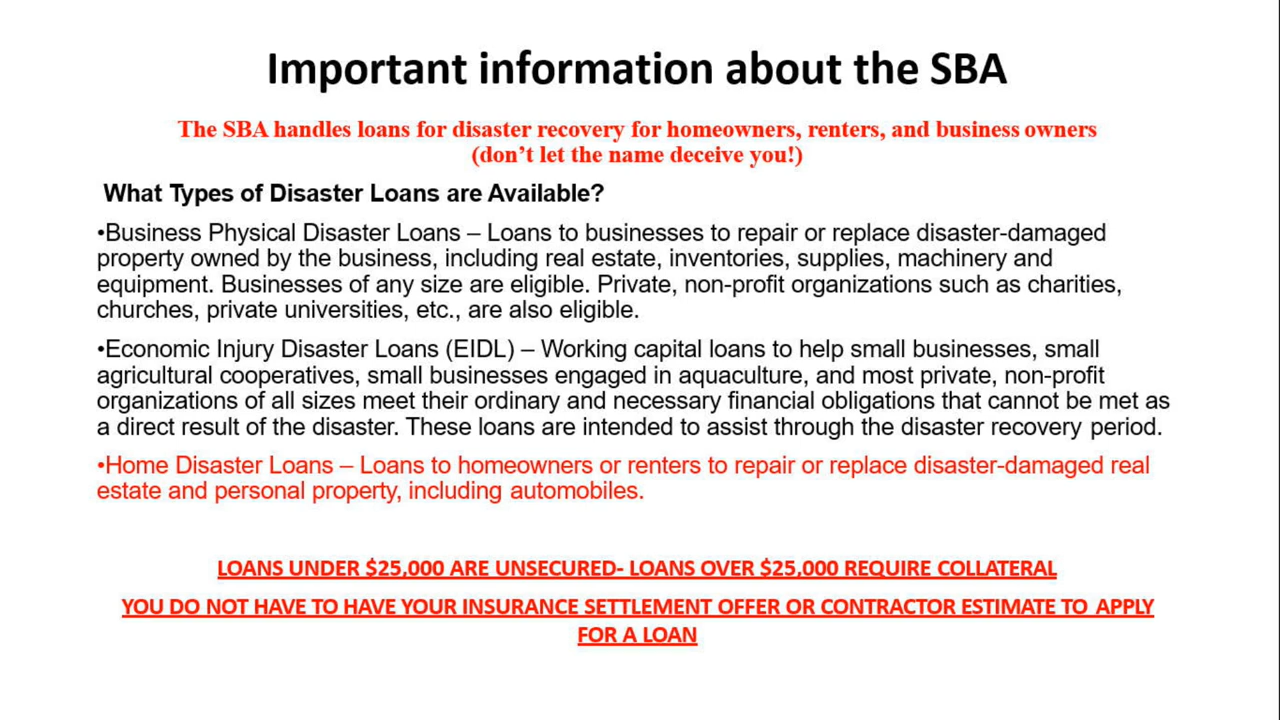 Important information about the SBA
The SBA handles loans for disaster recovery for homeowners, renters, and business owners
(don’t let the name deceive you!)
What Types of Disaster Loans are Available?
•Business Physical Disaster Loans – Loans to businesses to repair or replace disaster-damaged
property owned by the business, including real estate, inventories, supplies, machinery and
equipment. Businesses of any size are eligible. Private, non-profit organizations such as charities,
churches, private universities, etc., are also eligible.
•Economic Injury Disaster Loans (EIDL) – Working capital loans to help small businesses, small
agricultural cooperatives, small businesses engaged in aquaculture, and most private, non-profit
organizations of all sizes meet their ordinary and necessary financial obligations that cannot be met as
a direct result of the disaster. These loans are intended to assist through the disaster recovery period.
•Home Disaster Loans – Loans to homeowners or renters to repair or replace disaster-damaged real
estate and personal property, including automobiles.
LOANS UNDER $25,000 ARE UNSECURED- LOANS OVER $25,000 REQUIRE COLLATERAL
YOU DO NOT HAVE TO HAVE YOUR INSURANCE SETTLEMENT OFFER OR CONTRACTOR ESTIMATE TO APPLY
FOR A LOAN